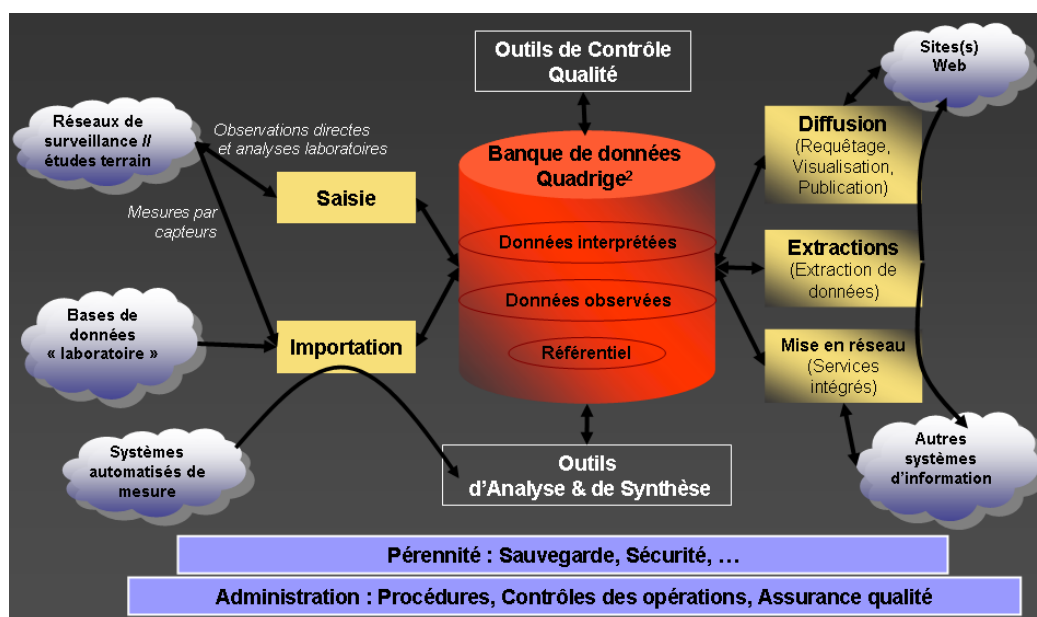 Outils de Contrôle
Qualité
Sites(s)
Web
Réseaux de
surveillance //
études terrain
Observations directes
et analyses laboratoires
Mesures par
capteurs
Saisie
Banque de données
Quadrige²
Données interprétées
Données observées
Référentiel
Diffusion
(Requêtage,
Visualisation,
Publication)
Extractions
(Extraction de
données)
Mise en réseau
(Services
intégrés)
Bases de
données
« laboratoire »
Importation
Systèmes
automatisés de
mesure
Outils
d'Analyse & de Synthèse
Autres
systèmes
d'information
Pérennité : Sauvegarde, Sécurité, …
Administration : Procédures, Contrôles des opérations, Assurance qualité